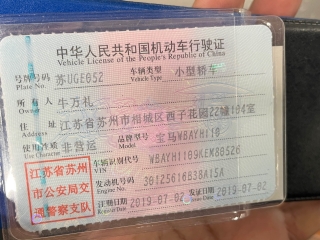 中华人民共和国机动车行驶证
Vehicle License of the People's Republic of China
号牌号码 苏UGE052 车辆类型 小型轿车
Plate No. Vehicle Type
所有人 牛万礼
Owner
住址 江苏省苏州市相城区西子花园22幢104室
Address
使用性质 非营运 品牌型号 宝马WBAYH110
Use Character Model
江苏省苏州市公安局交通警察支队
车辆识别代号
VIN
发动机号码 30125616B38A15A
Engine No.
注册日期 2019-07-02 发证日期 2019-07-02
Register Date Issue Date